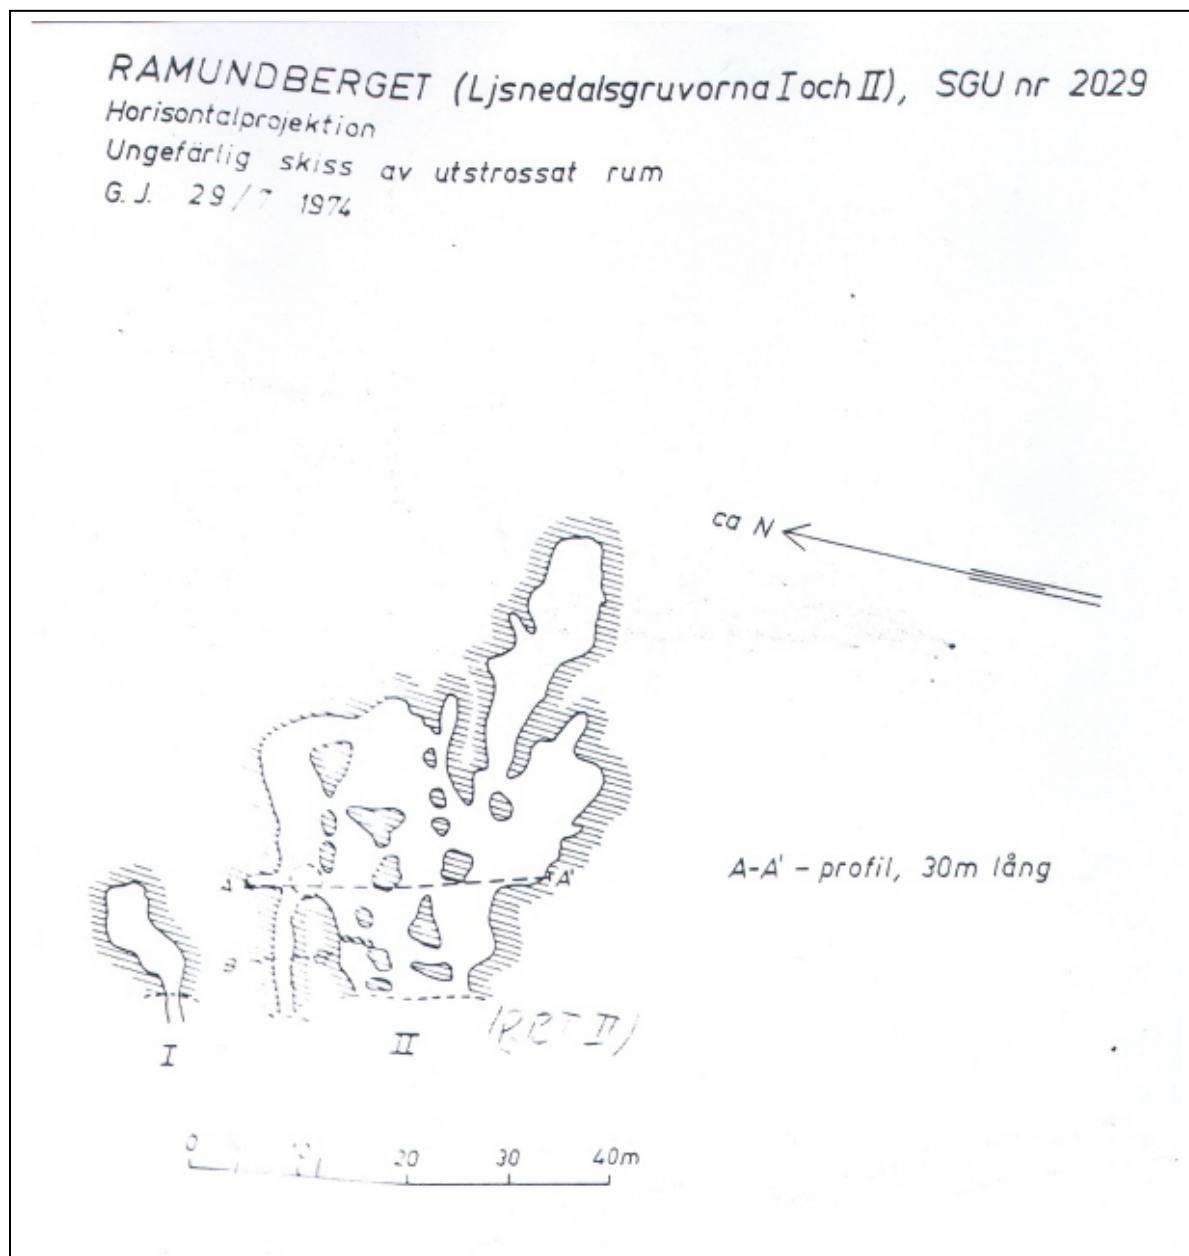 RAMUNDBERGET (Ljsnedalsgruvorna I och II), SGU nr 2029
Horisontalprojektion
Ungefärlig skiss av utstrossat rum
G. J. 29/7 1974
ca N
A-A' - profil, 30m lång
A
A'
B
I
II
0
20
30
40m